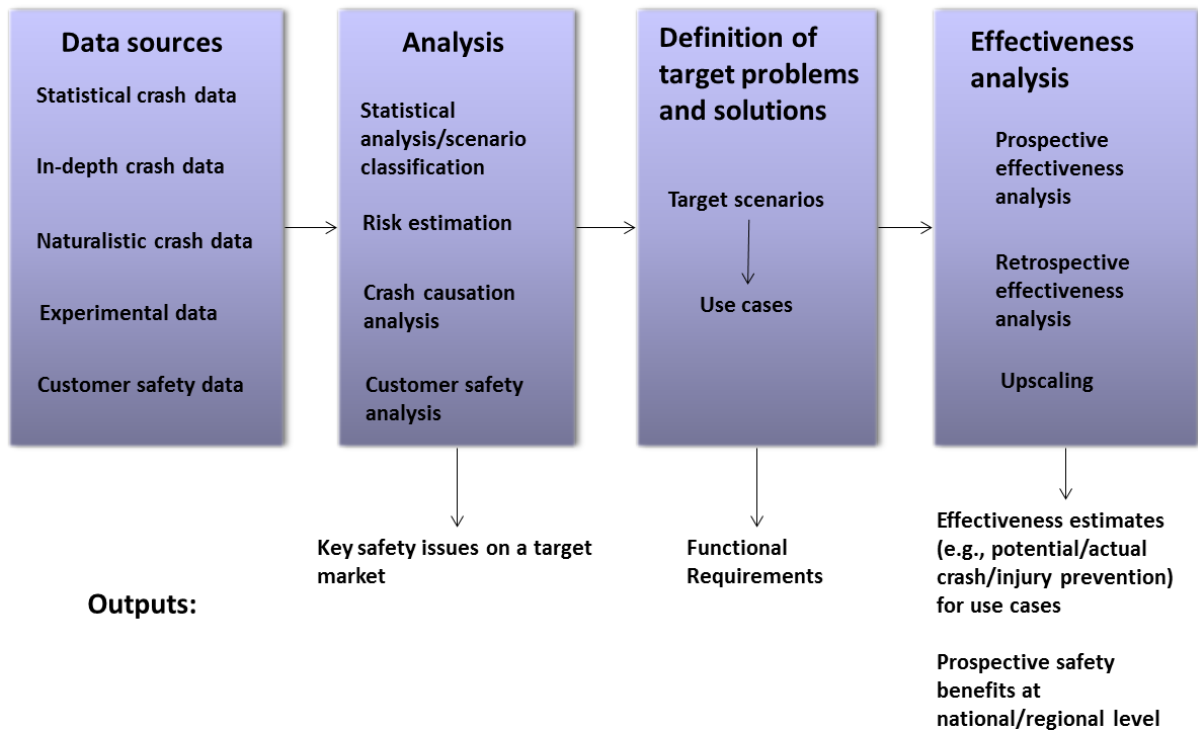 Data sources
Statistical crash data
In-depth crash data
Naturalistic crash data
Experimental data
Customer safety data
Analysis
Statistical
analysis/scenario
classification
Risk estimation
Crash causation
analysis
Customer safety
analysis
Definition of
target problems
and solutions
Target scenarios
Use cases
Effectiveness
analysis
Prospective
effectiveness
analysis
Retrospective
effectiveness
analysis
Upscaling
Outputs:
Key safety issues on a target
market
Functional
Requirements
Effectiveness estimates
(e.g., potential/actual
crash/injury prevention)
for use cases
Prospective safety
benefits at
national/regional level